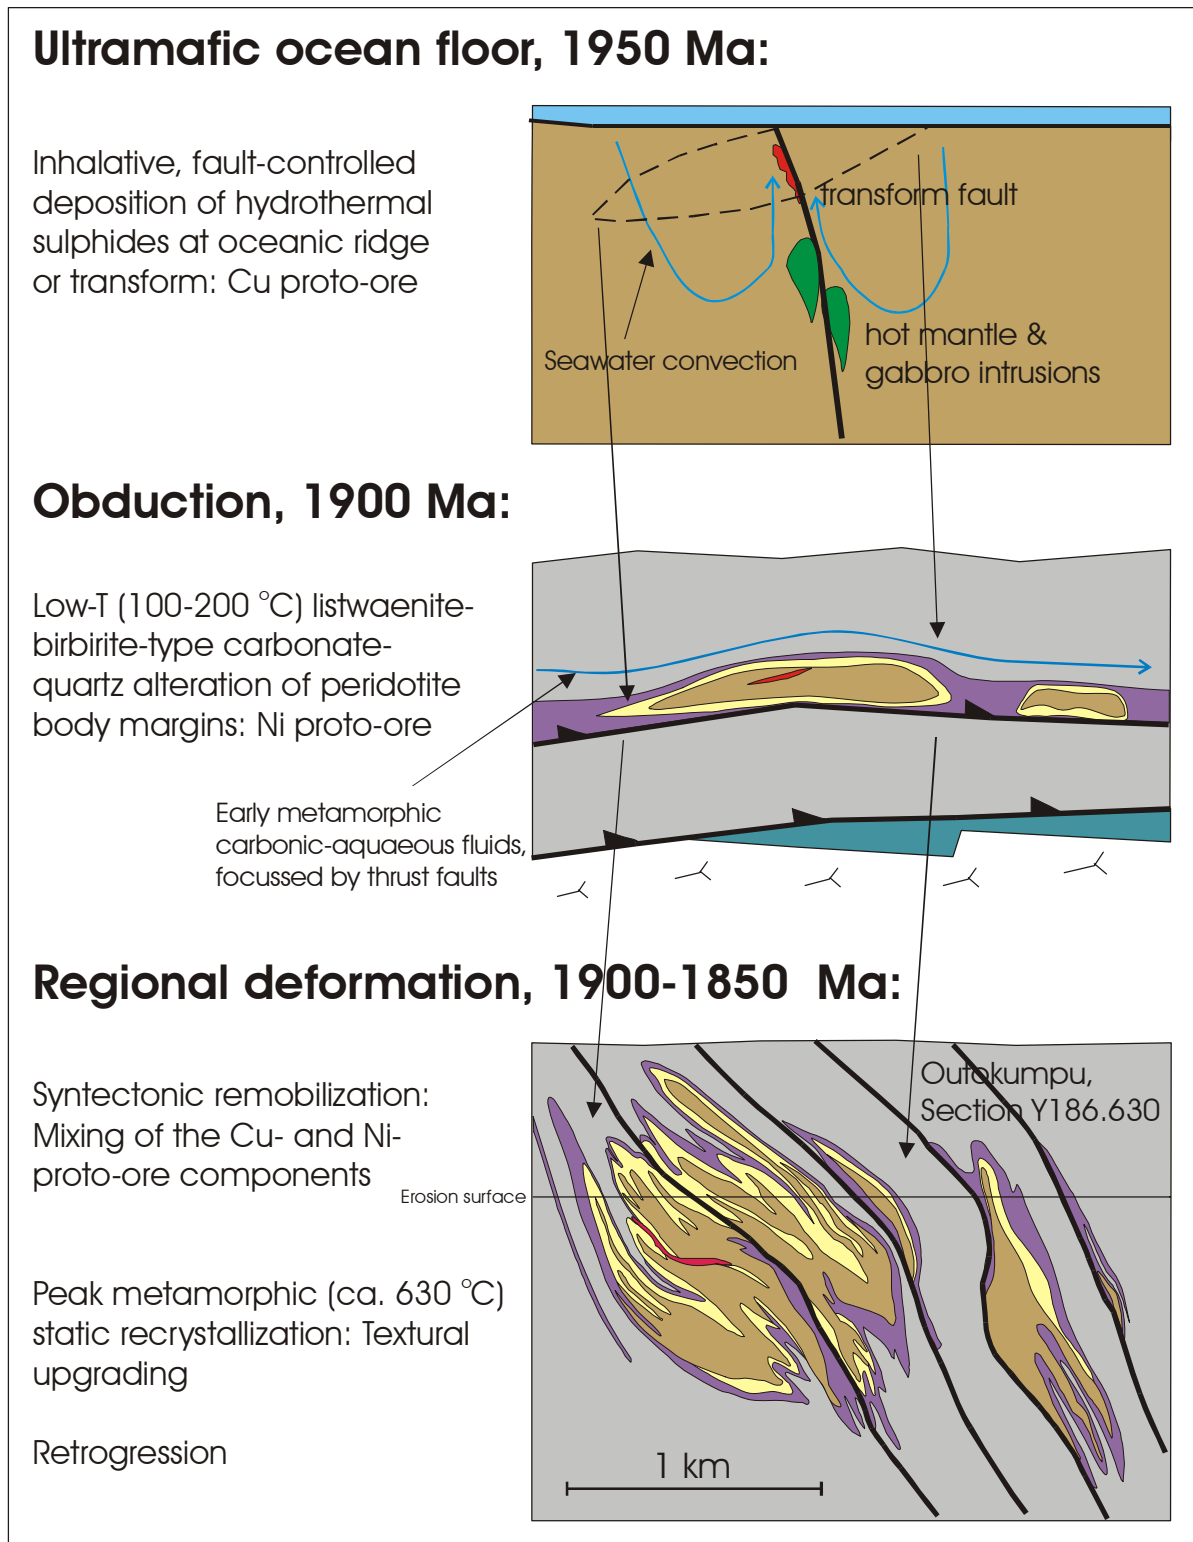 Ultramafic ocean floor, 1950 Ma:
Inhalative, fault-controlled
deposition of hydrothermal
sulphides at oceanic ridge
or transform: Cu proto-ore
transform fault
Seawater convection
hot mantle &
gabbro intrusions
Obduction, 1900 Ma:
Low-T (100-200 °C) listwaenite-
birbirite-type carbonate-
quartz alteration of peridotite
body margins: Ni proto-ore
Early metamorphic
carbonic-aquaeous fluids,
focussed by thrust faults
Regional deformation, 1900-1850 Ma:
Syntectonic remobilization:
Mixing of the Cu- and Ni-
proto-ore components
Outokumpu,
Section Y186.630
Erosion surface
Peak metamorphic (ca. 630 °C)
static recrystallization: Textural
upgrading
Retrogression
1 km